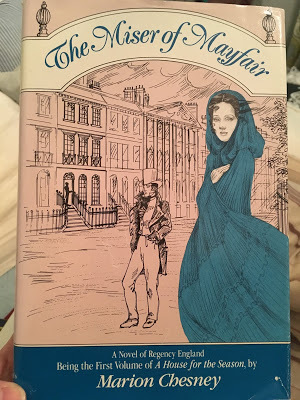 The Miser of Mayfair
A Novel of Regency England
Being the First Volume of A House for the Season, by
Marion Chesney